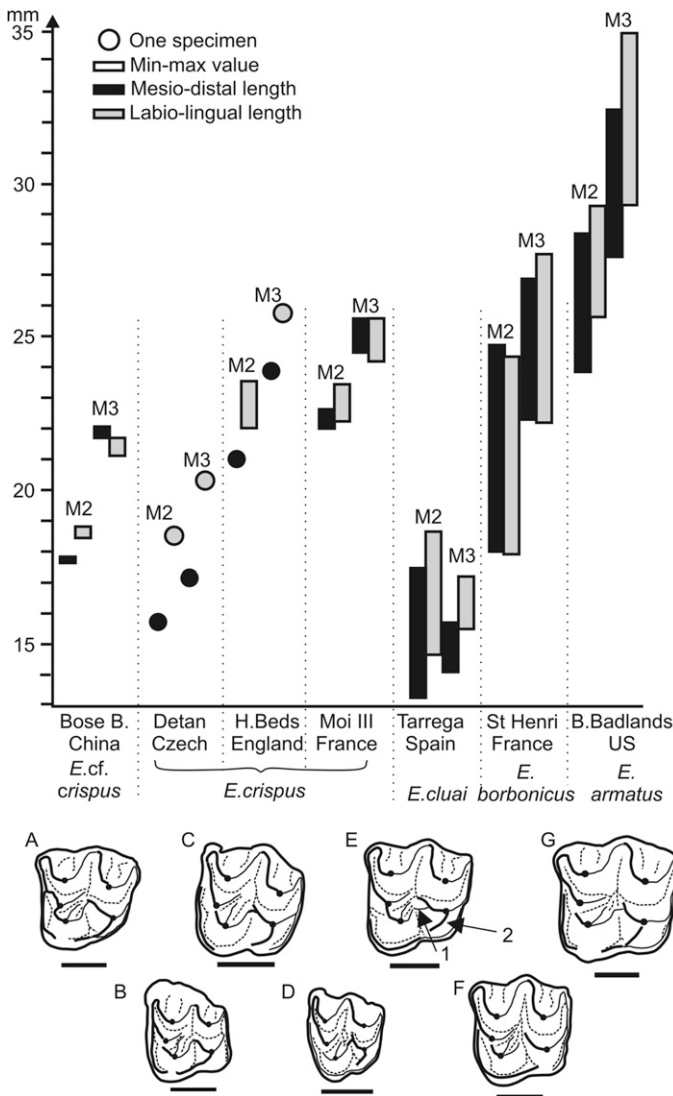 mm
One specimen
Min-max value
Mesio-distal length
Labio-lingual length
35
30
25
20
15
M2
M3
M2
M3
M2
M3
M2
M3
M2
M3
M2
M3
M2
M3
Bose B.
China
E.cf.
crispus
Detan
Czech
H.Beds
England
Moi III
France
E.crispus
Tarrega
Spain
E.cluai
St Henri
France
E.
borbonicus
B.Badlands
US
E.
armatus
A
C
E
G
1
2
B
D
F